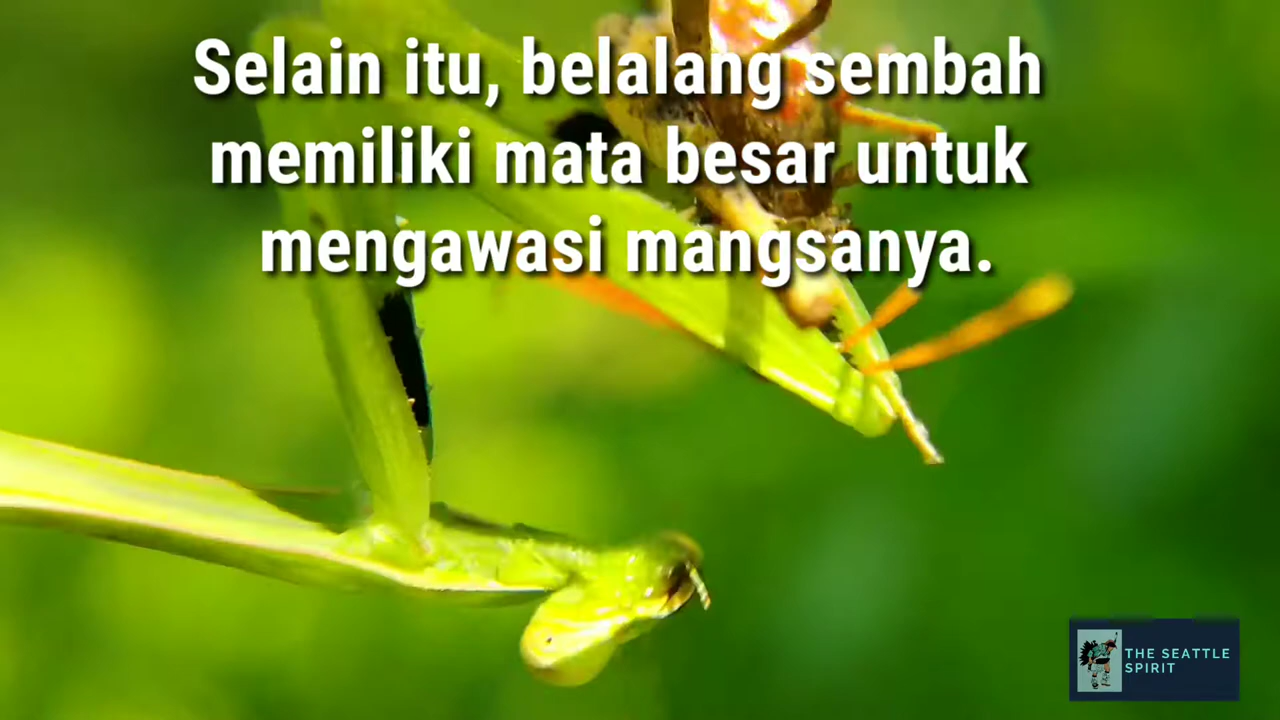 Selain itu, belalang sembah
memiliki mata besar untuk
mengawasi mangsanya.
THE SEATTLE
SPIRIT